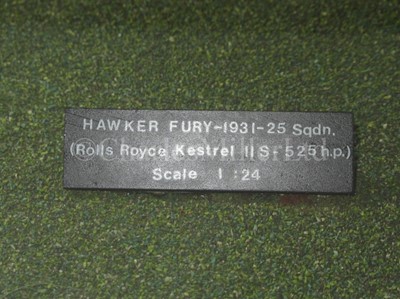 HAWKER FURY-1931-25 Sqdn.
(Rolls Royce Kestrel II S - 525 h.p.)
Scale 1:24